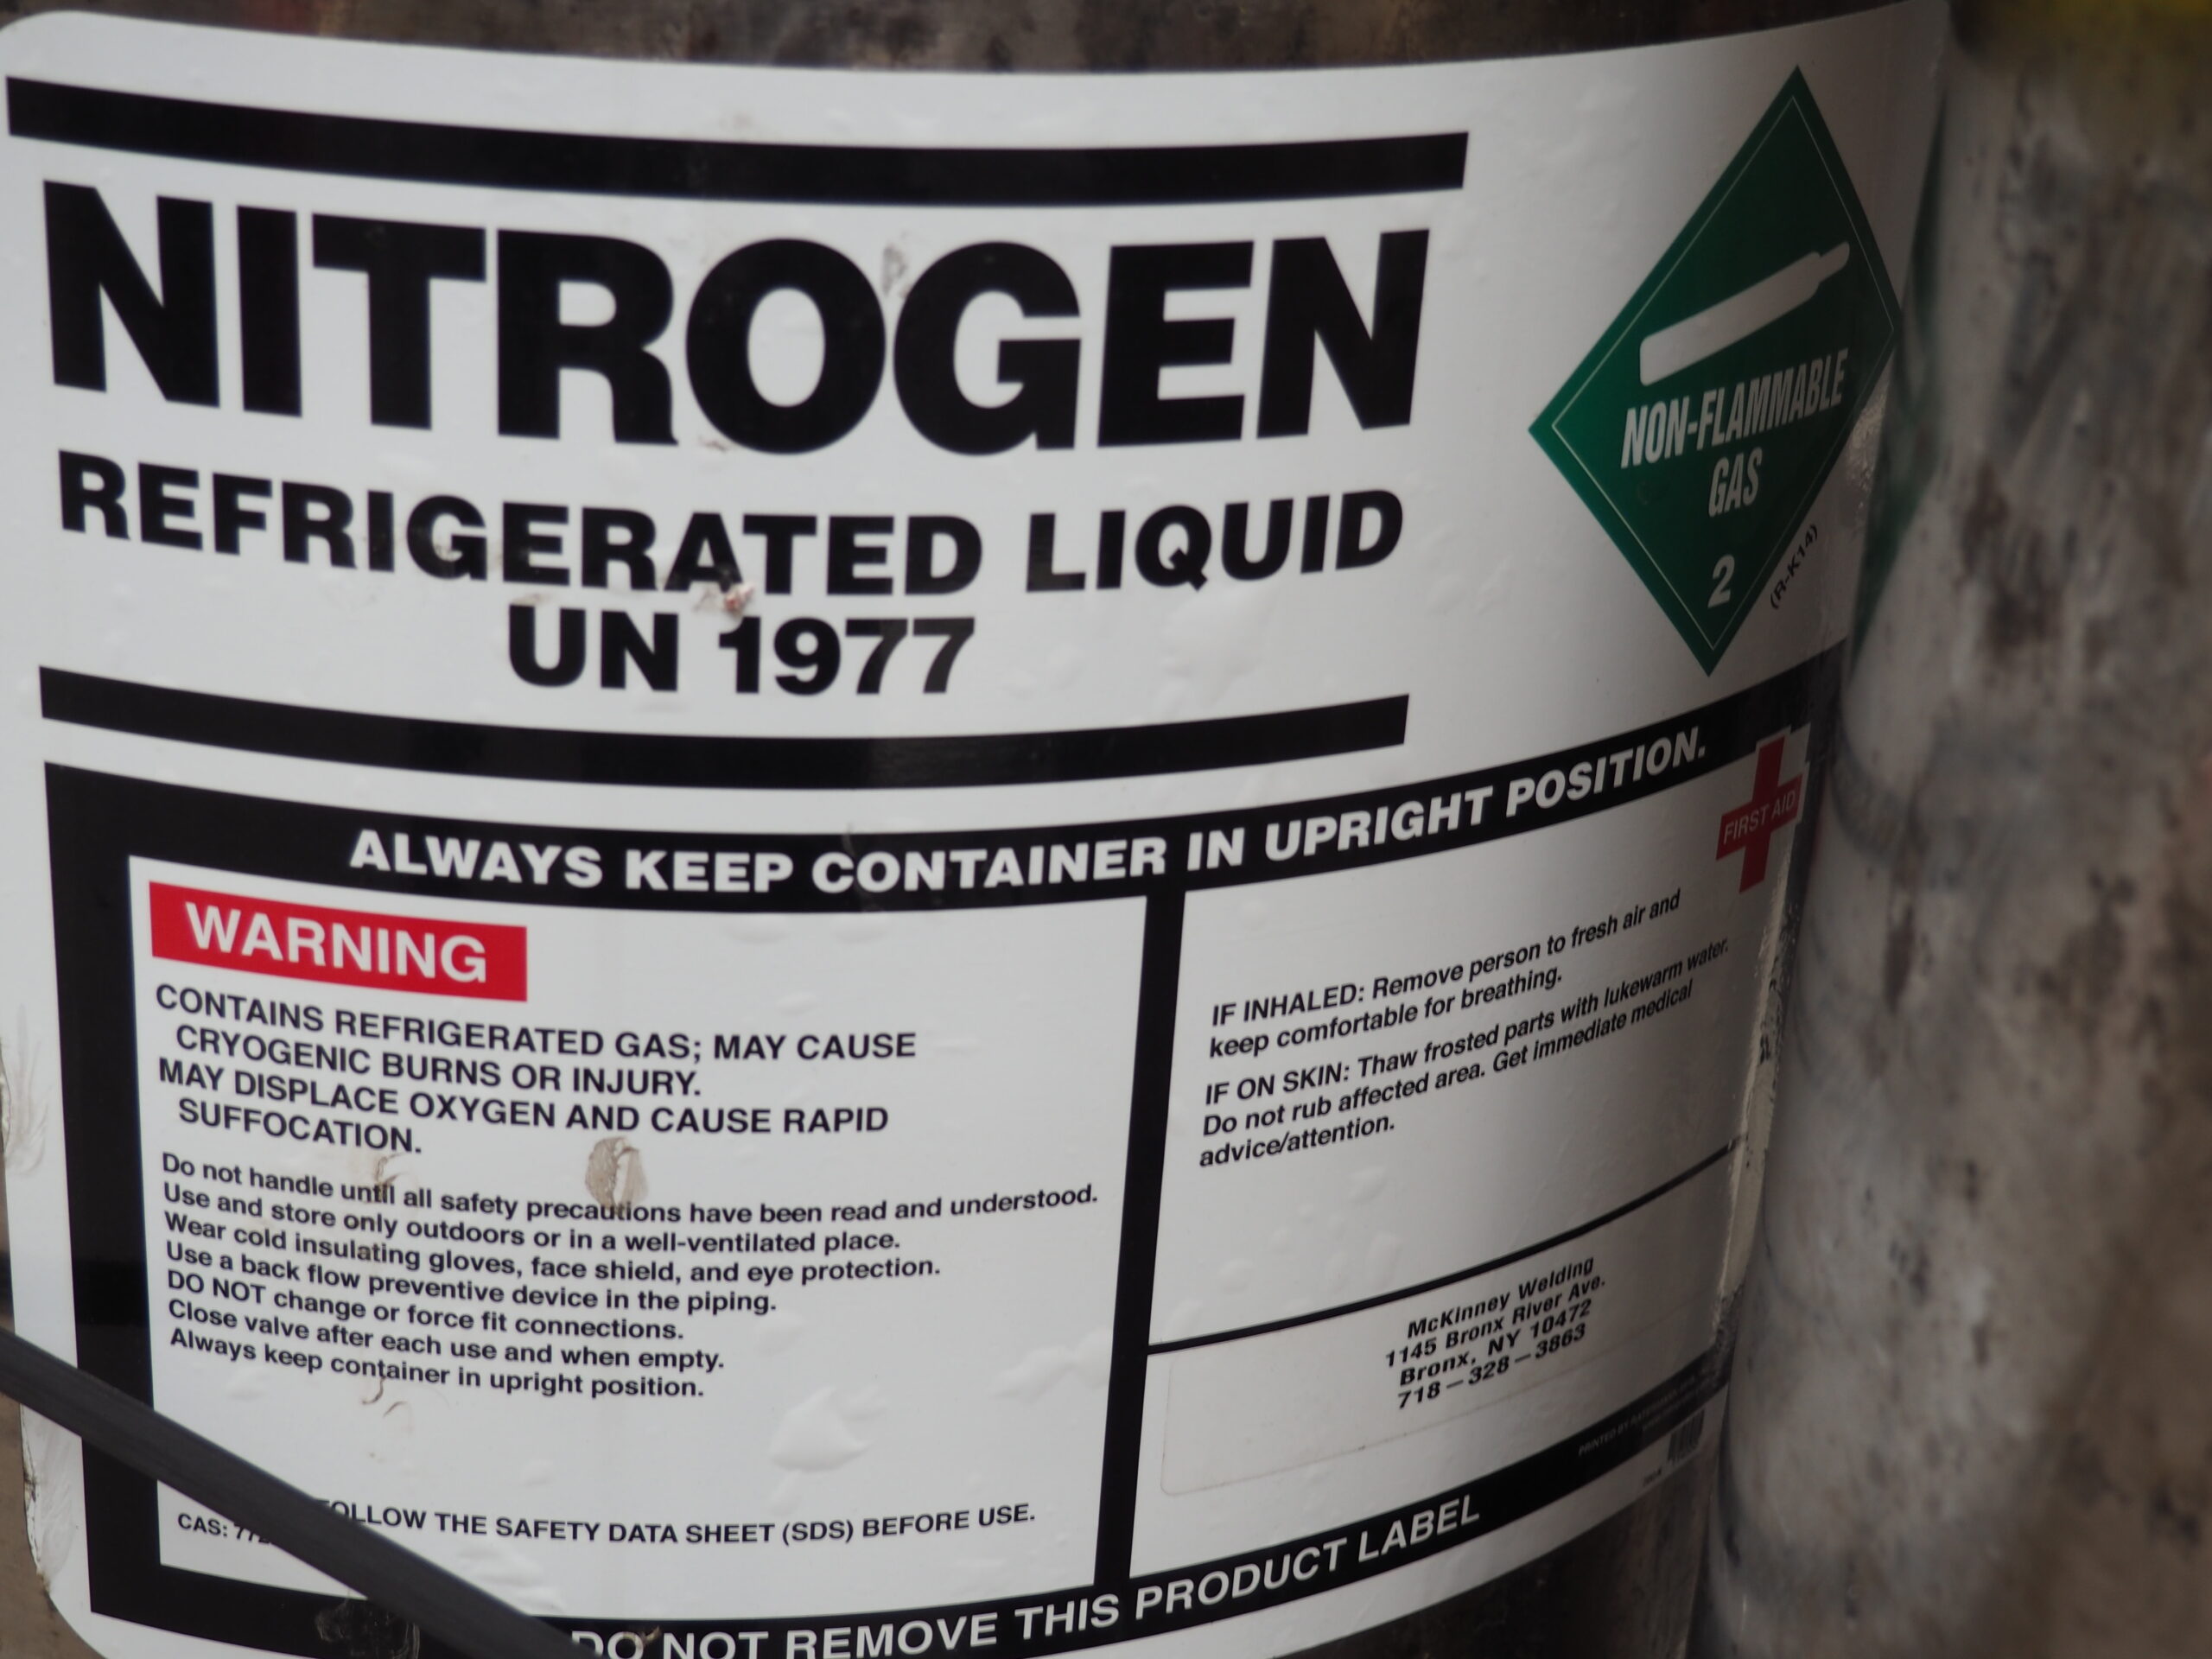 NITROGEN
REFRIGERATED LIQUID
UN 1977
NON-FLAMMABLE
GAS
2
(R-K14)
ALWAYS KEEP CONTAINER IN UPRIGHT POSITION.
WARNING
CONTAINS REFRIGERATED GAS; MAY CAUSE
CRYOGENIC BURNS OR INJURY.
MAY DISPLACE OXYGEN AND CAUSE RAPID
SUFFOCATION.
Do not handle until all safety precautions have been read and understood.
Use and store only outdoors or in a well-ventilated place.
Wear cold insulating gloves, face shield, and eye protection.
Use a back flow preventive device in the piping.
DO NOT change or force fit connections.
Close valve after each use and when empty.
Always keep container in upright position.
OLLOW THE SAFETY DATA SHEET (SDS) BEFORE USE.
CAS:
FIRST AID
IF INHALED: Remove person to fresh air and
keep comfortable for breathing.
IF ON SKIN: Thaw frosted parts with lukewarm water.
Do not rub affected area. Get immediate medical
advice/attention.
McKinney Welding
1145 Bronx River Ave.
Bronx, NY 10472
718-328-3863
DO NOT REMOVE THIS PRODUCT LABEL